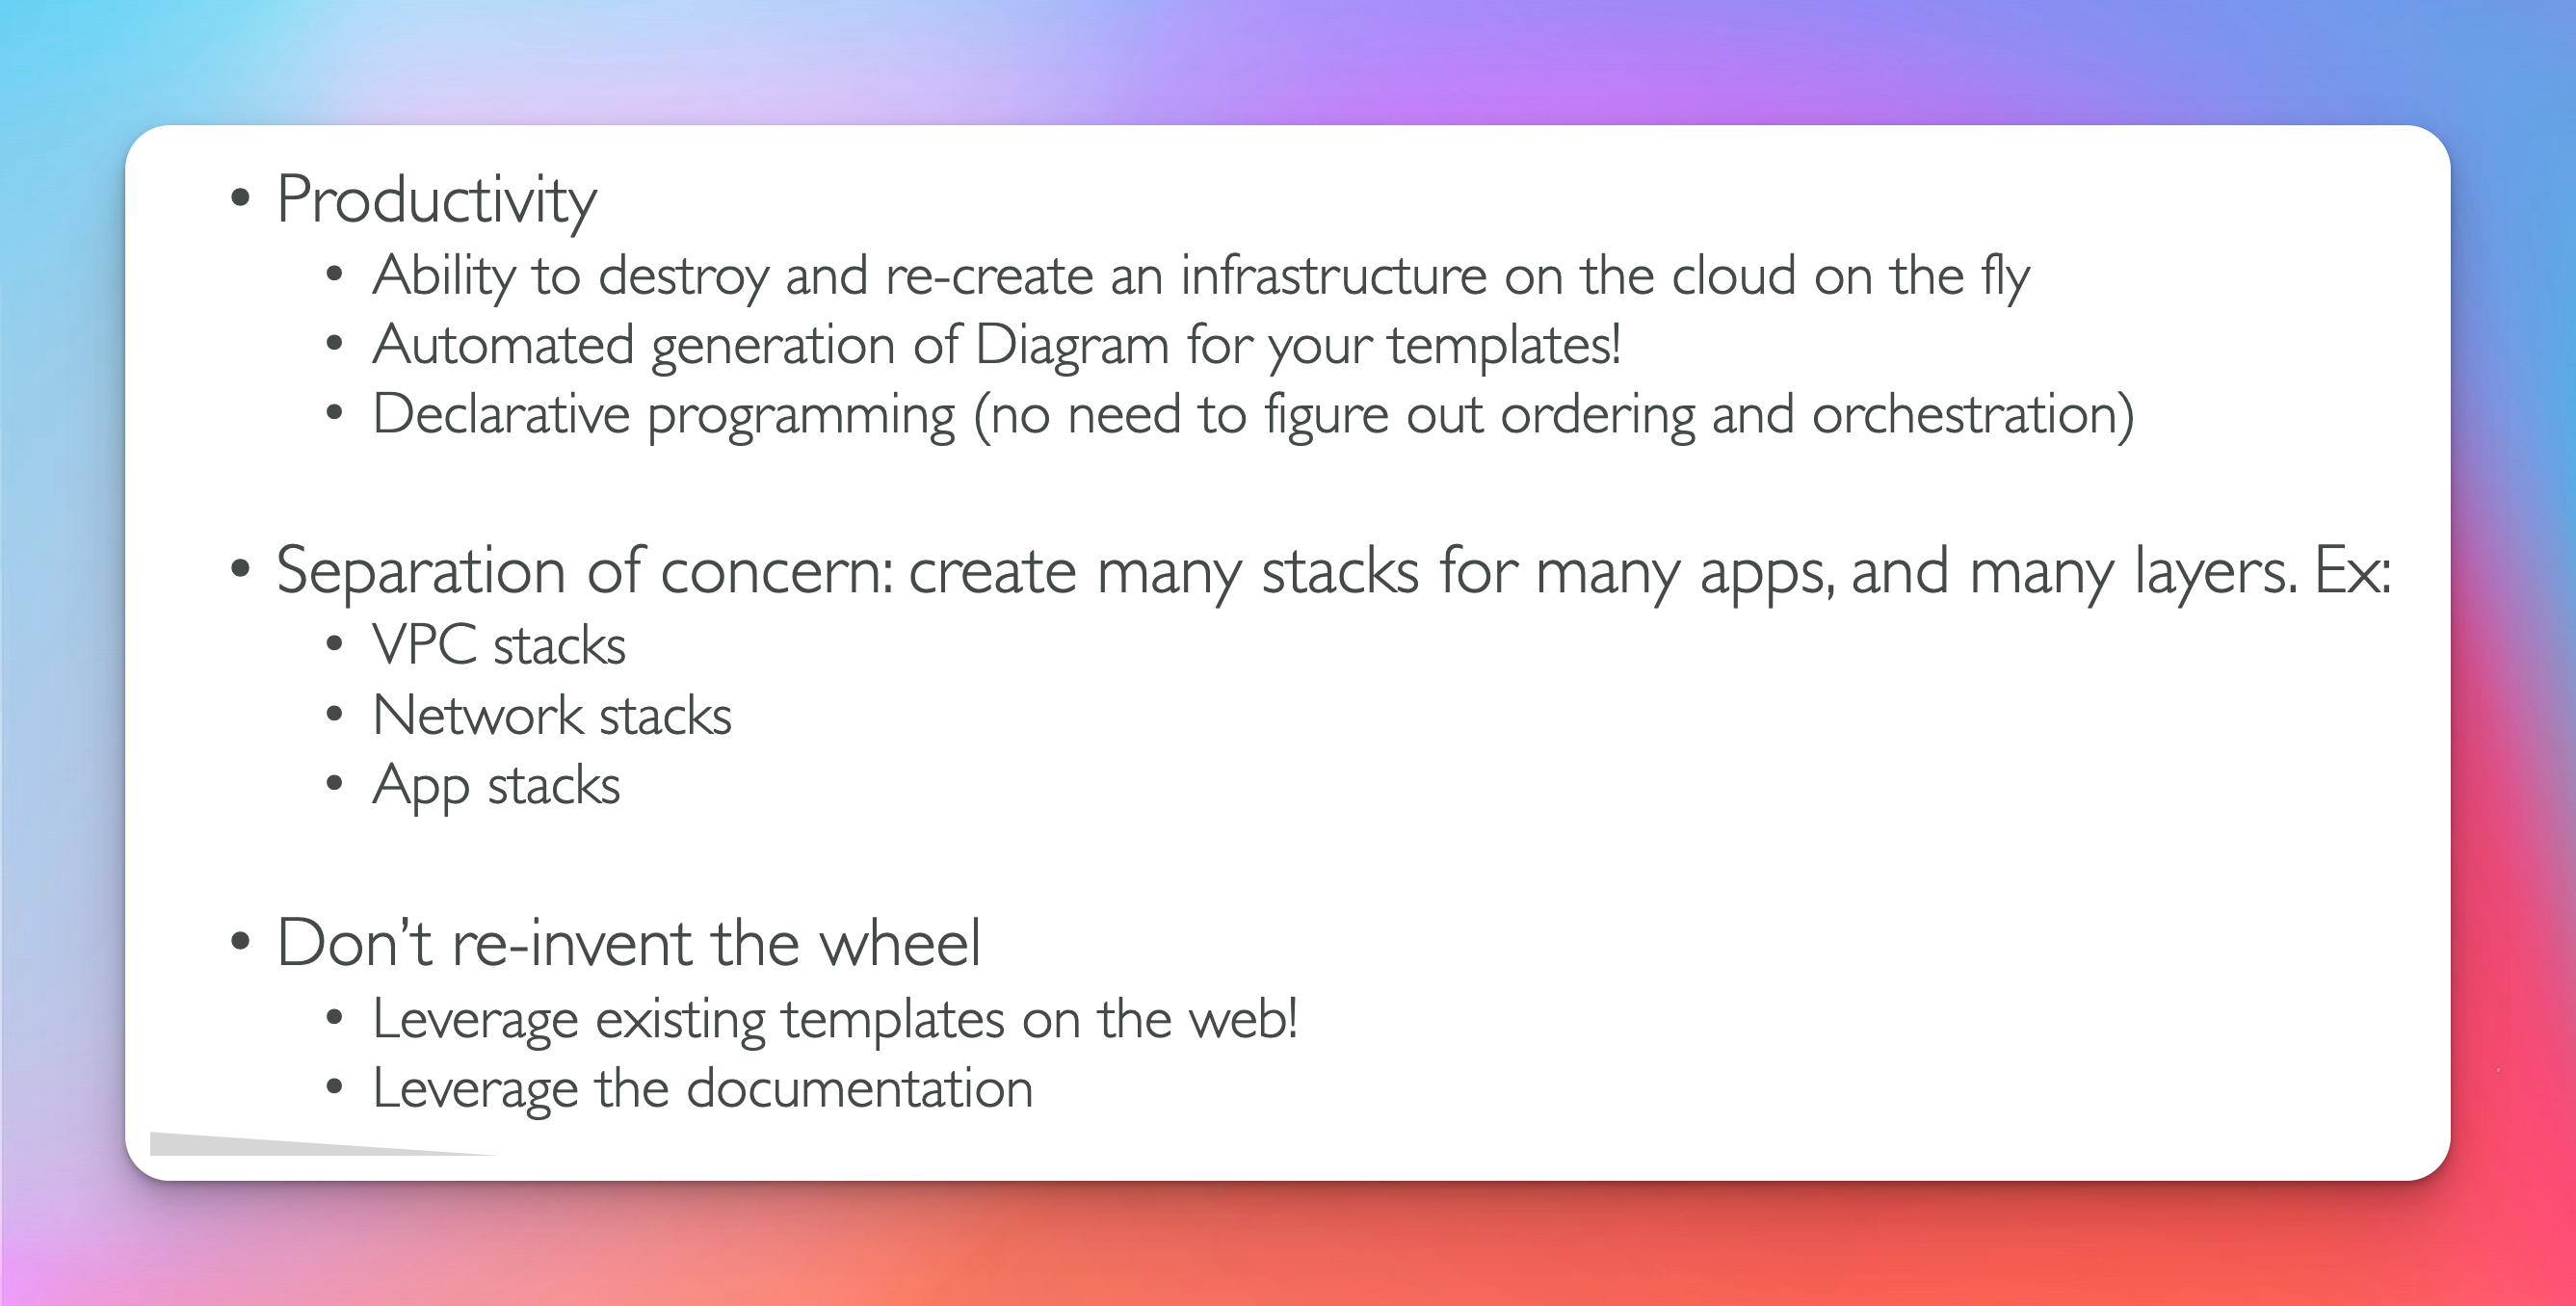 • Productivity
• Ability to destroy and re-create an infrastructure on the cloud on the fly
• Automated generation of Diagram for your templates!
• Declarative programming (no need to figure out ordering and orchestration)
• Separation of concern: create many stacks for many apps, and many layers. Ex:
• VPC stacks
• Network stacks
• App stacks
• Don’t re-invent the wheel
• Leverage existing templates on the web!
• Leverage the documentation